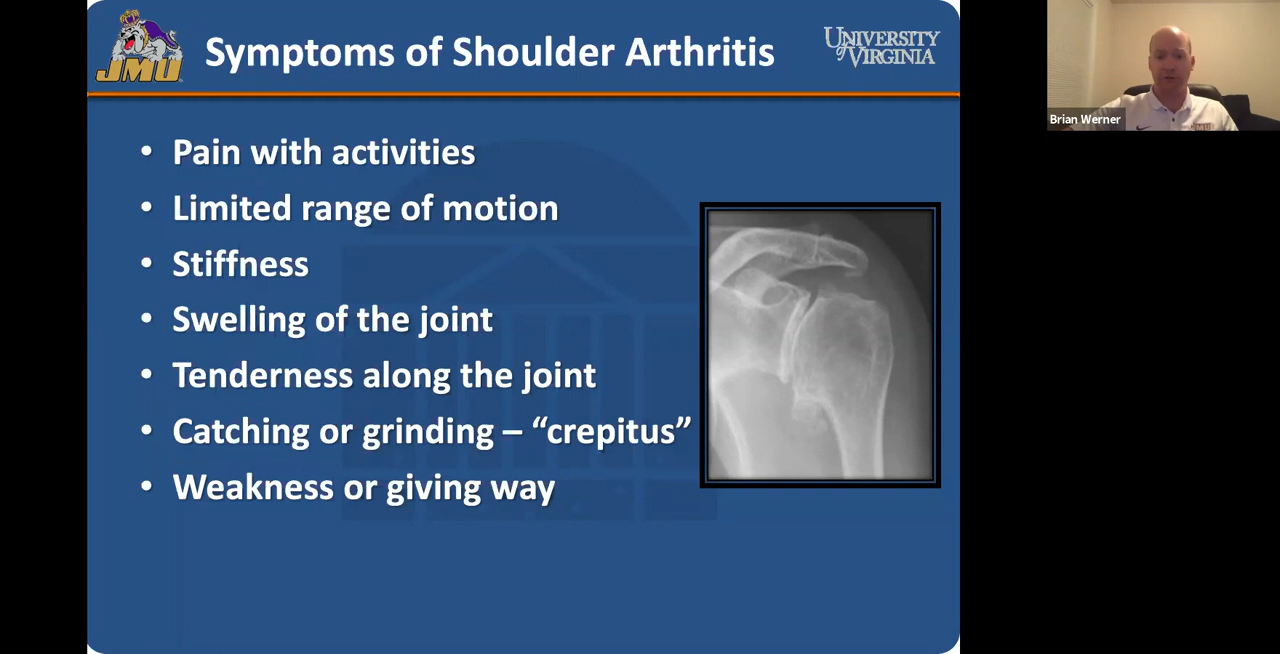 JMU
Symptoms of Shoulder Arthritis
UNIVERSITY
of VIRGINIA
Brian Werner
• Pain with activities
• Limited range of motion
• Stiffness
• Swelling of the joint
• Tenderness along the joint
• Catching or grinding – “crepitus”
• Weakness or giving way